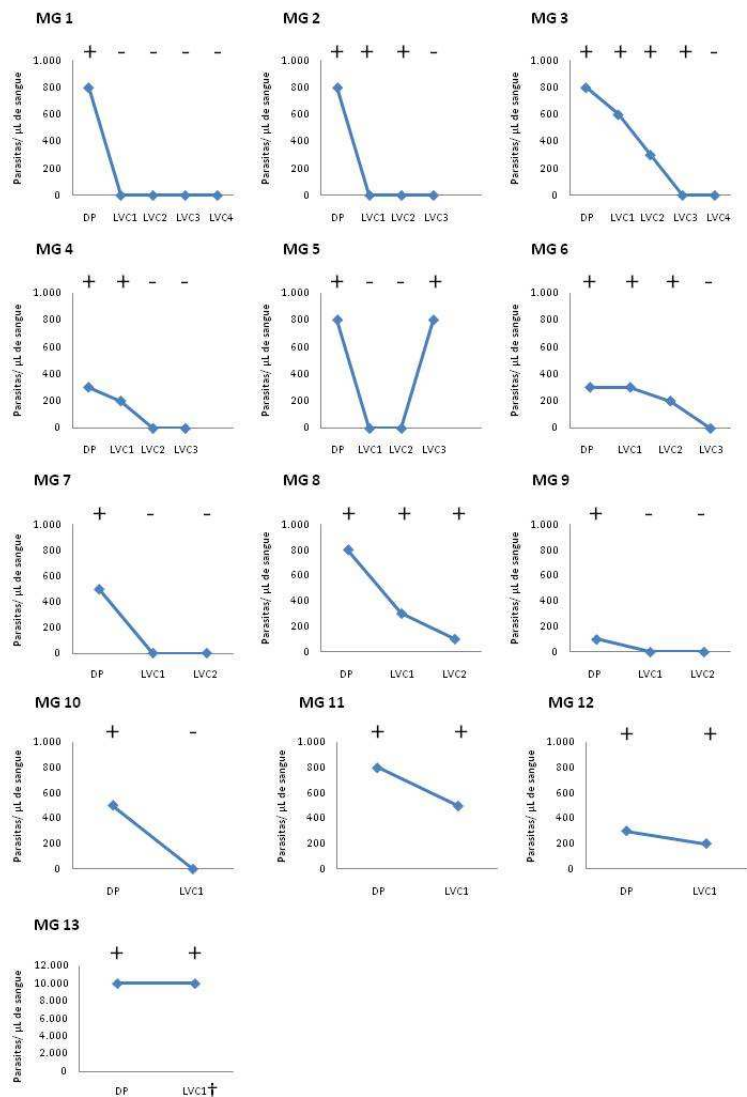 MG 1
+ - - - -
Parasitas/ µL de sangue
1.000
800
600
400
200
0
DP LVC1 LVC2 LVC3 LVC4
MG 2
+ + + -
Parasitas/ µL de sangue
1.000
800
600
400
200
0
DP LVC1 LVC2 LVC3
MG 3
+ + + + -
Parasitas/ µL de sangue
1.000
800
600
400
200
0
DP LVC1 LVC2 LVC3 LVC4
MG 4
+ + - -
Parasitas/ µL de sangue
1.000
800
600
400
200
0
DP LVC1 LVC2 LVC3
MG 5
+ - - +
Parasitas/ µL de sangue
1.000
800
600
400
200
0
DP LVC1 LVC2 LVC3
MG 6
+ + + -
Parasitas/ µL de sangue
1.000
800
600
400
200
0
DP LVC1 LVC2 LVC3
MG 7
+ - -
Parasitas/ µL de sangue
1.000
800
600
400
200
0
DP LVC1 LVC2
MG 8
+ + +
Parasitas/ µL de sangue
1.000
800
600
400
200
0
DP LVC1 LVC2
MG 9
+ - -
Parasitas/ µL de sangue
1.000
800
600
400
200
0
DP LVC1 LVC2
MG 10
+ -
Parasitas/ µL de sangue
1.000
800
600
400
200
0
DP LVC1
MG 11
+ +
Parasitas/ µL de sangue
1.000
800
600
400
200
0
DP LVC1
MG 12
+ +
Parasitas/ µL de sangue
1.000
800
600
400
200
0
DP LVC1
MG 13
+ +
Parasitas/ µL de sangue
12.000
10.000
8.000
6.000
4.000
2.000
0
DP LVC1†